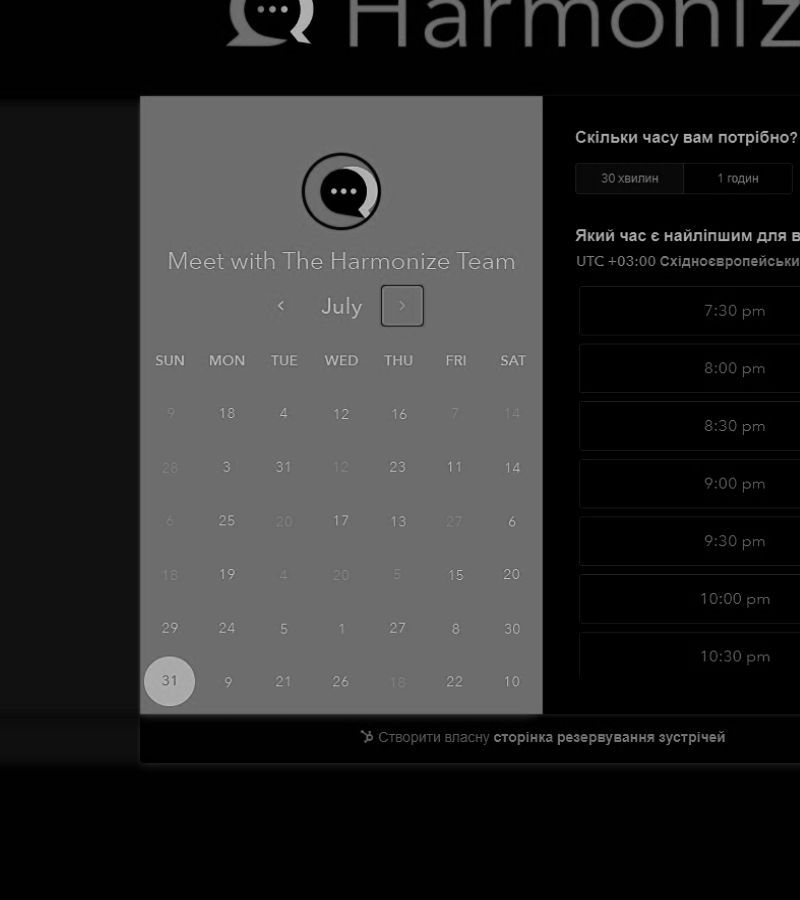 Harmoniz
Meet with The Harmonize Team
July
SUN MON TUE WED THU FRI SAT
9 18 4 12 16 7 14
28 3 31 12 23 11 14
6 25 20 17 13 27 6
18 19 4 20 5 15 20
29 24 5 1 27 8 30
31 9 21 26 18 22 10
Скільки часу вам потрібно?
30 хвилин 1 годин
Який час є найліпшим для в
UTC +03:00 Східноєвропейськи
7:30 pm
8:00 pm
8:30 pm
9:00 pm
9:30 pm
10:00 pm
10:30 pm
Створити власну сторінка резервування зустрічей